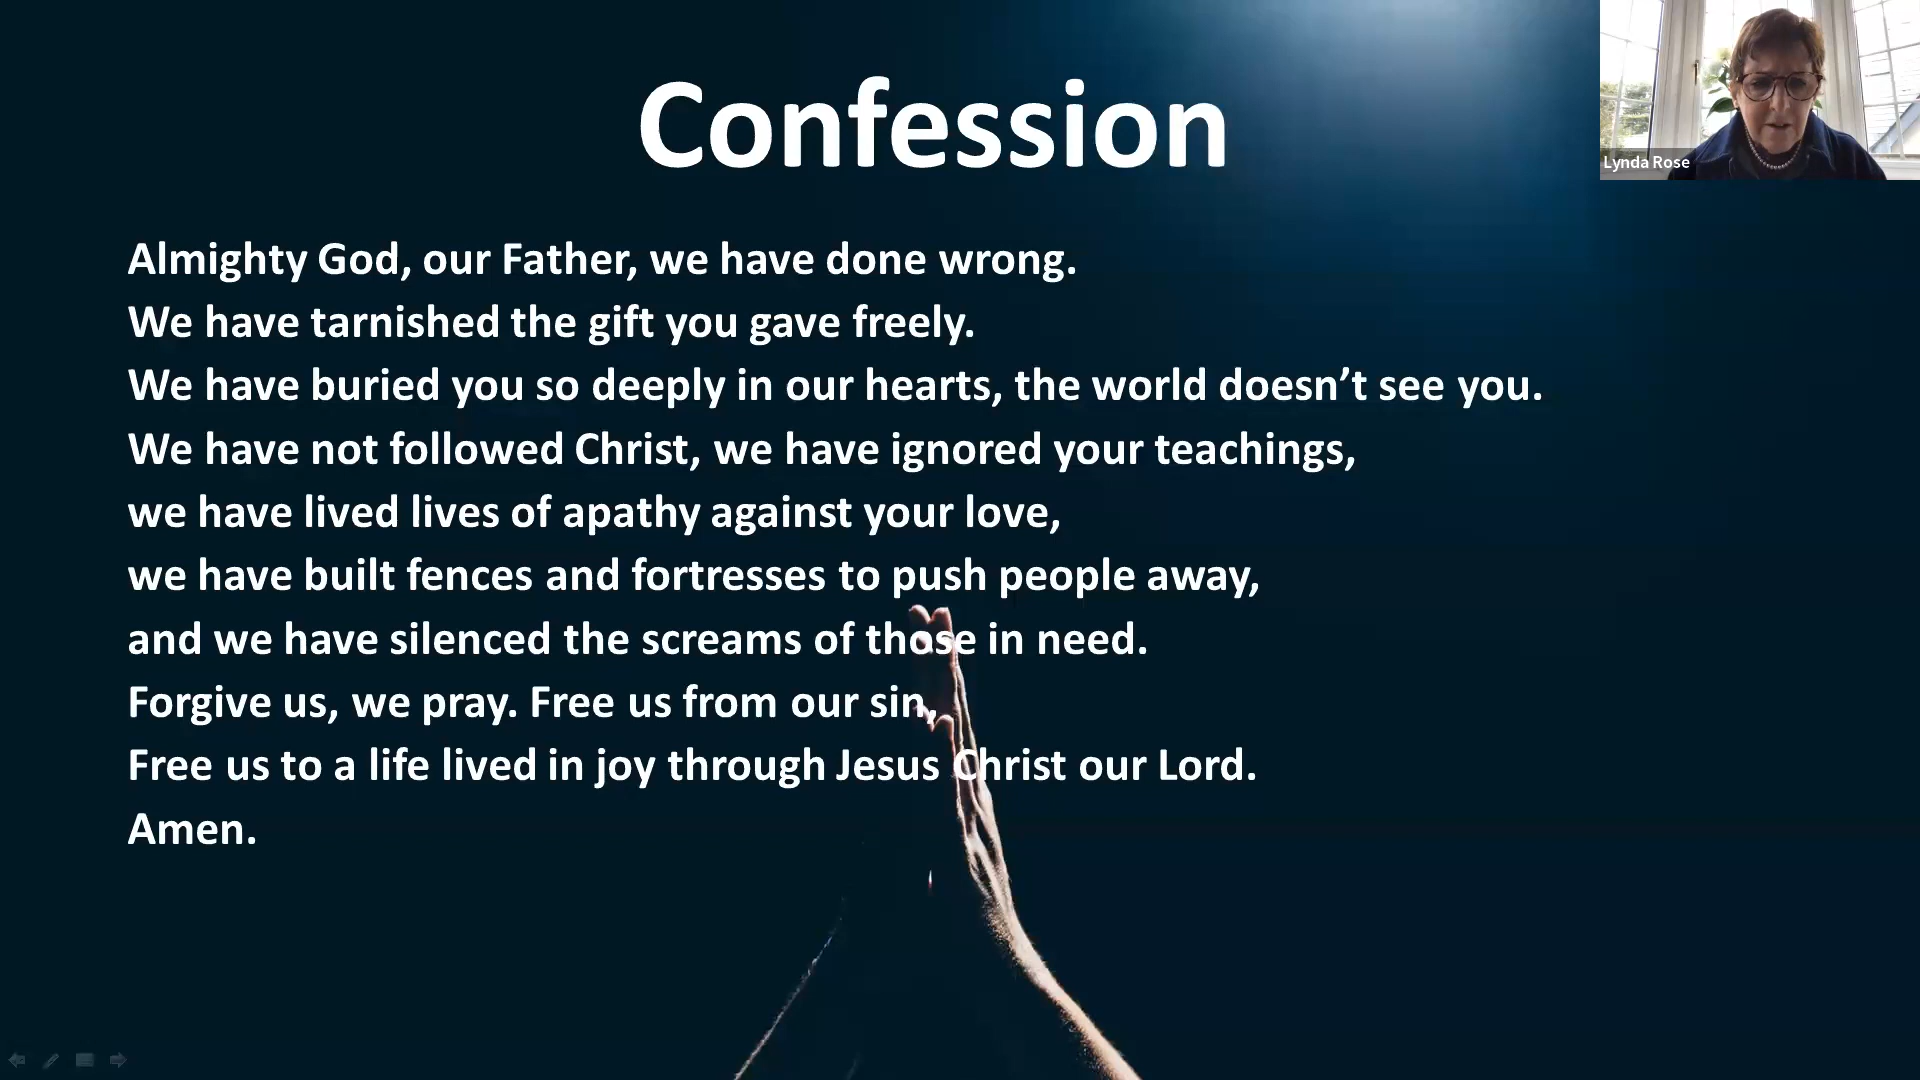 Confession
Lynda Rose
Almighty God, our Father, we have done wrong.
We have tarnished the gift you gave freely.
We have buried you so deeply in our hearts, the world doesn’t see you.
We have not followed Christ, we have ignored your teachings,
we have lived lives of apathy against your love,
we have built fences and fortresses to push people away,
and we have silenced the screams of those in need.
Forgive us, we pray. Free us from our sin,
Free us to a life lived in joy through Jesus Christ our Lord.
Amen.